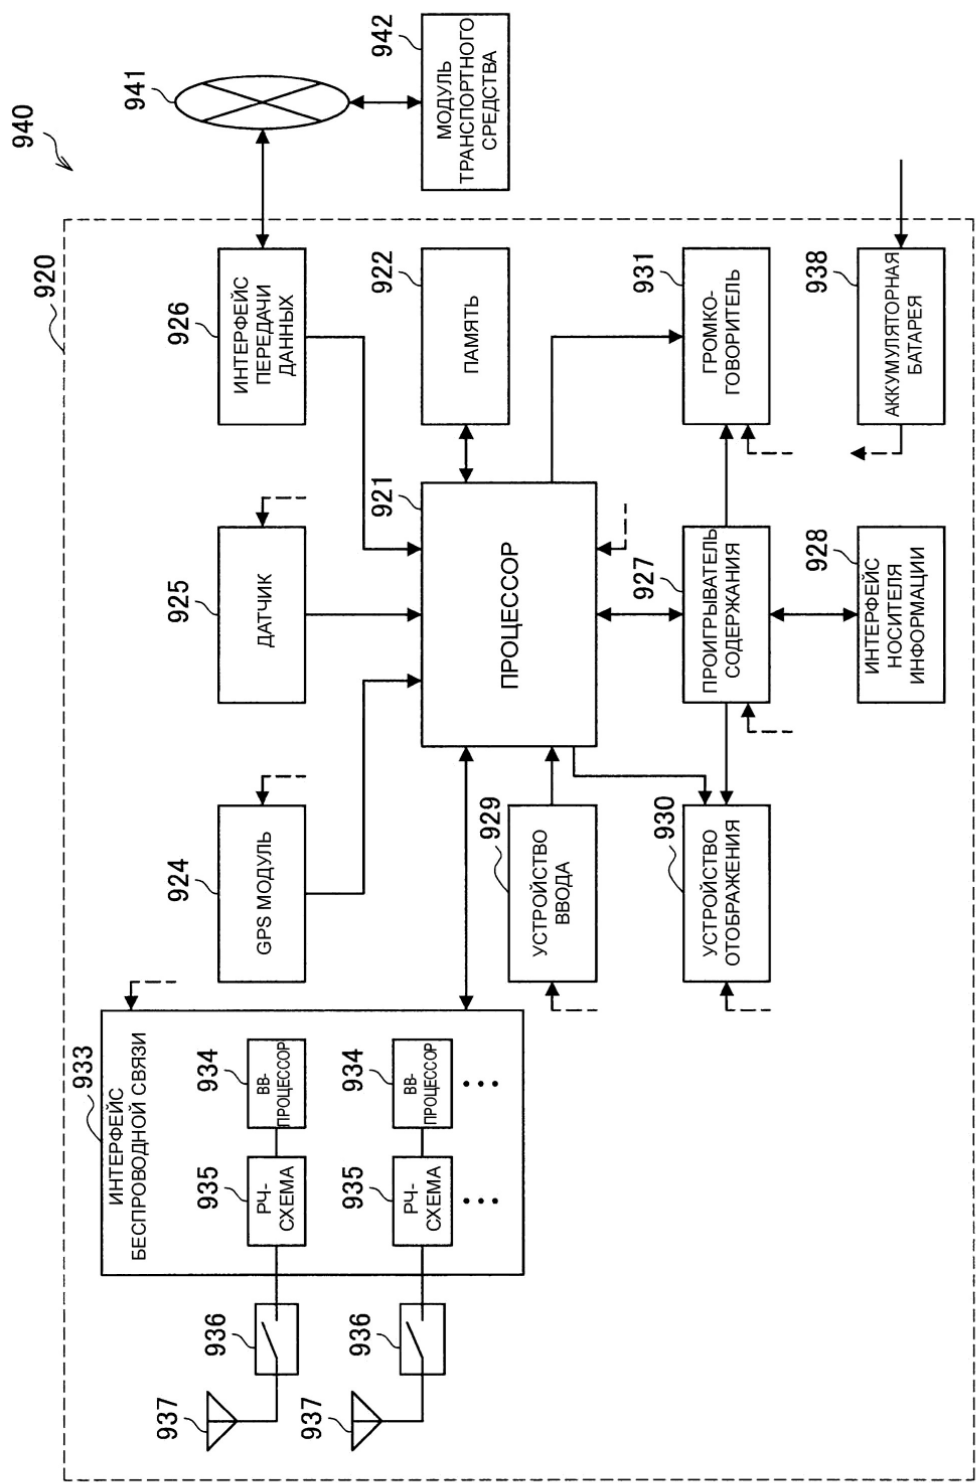 940
920
933
ИНТЕРФЕЙС
БЕСПРОВОДНОЙ СВЯЗИ
937
936
935
РЧ-
СХЕМА
934
BB-
ПРОЦЕССОР
937
936
935
РЧ-
СХЕМА
934
BB-
ПРОЦЕССОР
924
GPS МОДУЛЬ
925
ДАТЧИК
926
ИНТЕРФЕЙС
ПЕРЕДАЧИ
ДАННЫХ
941
942
МОДУЛЬ
ТРАНСПОРТНОГО
СРЕДСТВА
921
ПРОЦЕССОР
922
ПАМЯТЬ
929
УСТРОЙСТВО
ВВОДА
930
УСТРОЙСТВО
ОТОБРАЖЕНИЯ
927
ПРОИГРЫВАТЕЛЬ
СОДЕРЖАНИЯ
931
ГРОМКО-
ГОВОРИТЕЛЬ
928
ИНТЕРФЕЙС
НОСИТЕЛЯ
ИНФОРМАЦИИ
938
АККУМУЛЯТОРНАЯ
БАТАРЕЯ